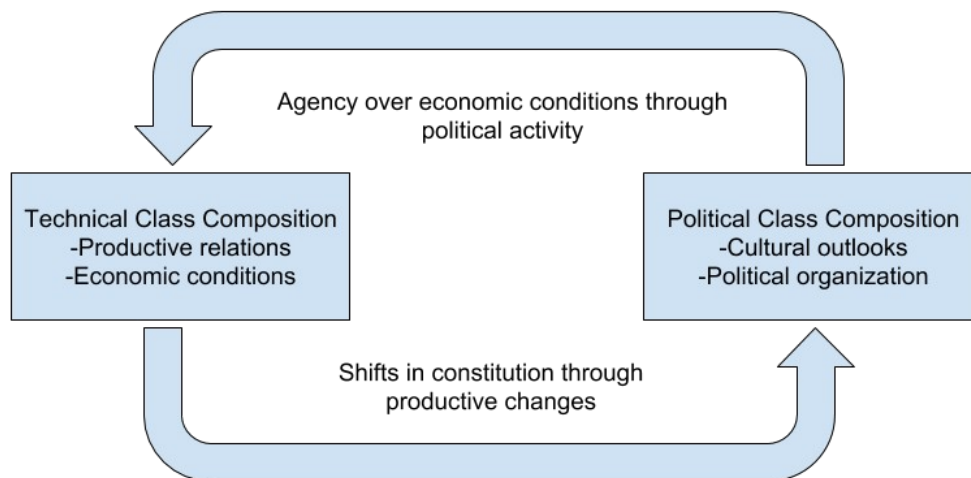 Agency over economic conditions through
political activity
Technical Class Composition
-Productive relations
-Economic conditions
Political Class Composition
-Cultural outlooks
-Political organization
Shifts in constitution through
productive changes